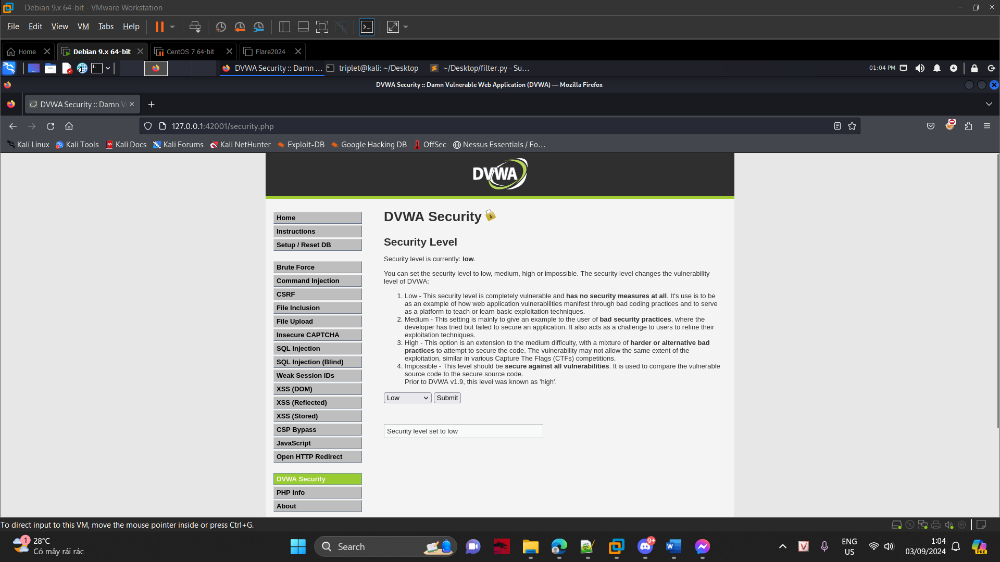 Debian 9.x 64-bit - VMware Workstation
File Edit View VM Tabs Help
Home
Debian 9.x 64-bit
CentOS 7 64-bit
Flare2024
DVWA Security :: Damn ...
triplet@kali: ~/Desktop
~/Desktop/filter.py - Su...
01:04 PM
DVWA Security :: Damn Vulnerable Web Application (DVWA) — Mozilla Firefox
DVWA Security :: Damn V
127.0.0.1:42001/security.php
Kali Linux Kali Tools Kali Docs Kali Forums Kali NetHunter Exploit-DB Google Hacking DB OffSec Nessus Essentials / Fo...
DVWA
Home
Instructions
Setup / Reset DB
Brute Force
Command Injection
CSRF
File Inclusion
File Upload
Insecure CAPTCHA
SQL Injection
SQL Injection (Blind)
Weak Session IDs
XSS (DOM)
XSS (Reflected)
XSS (Stored)
CSP Bypass
JavaScript
Open HTTP Redirect
DVWA Security
PHP Info
About
DVWA Security
Security Level
Security level is currently: low.
You can set the security level to low, medium, high or impossible. The security level changes the vulnerability
level of DVWA:
1. Low - This security level is completely vulnerable and has no security measures at all. It's use is to be
as an example of how web application vulnerabilities manifest through bad coding practices and to serve
as a platform to teach or learn basic exploitation techniques.
2. Medium - This setting is mainly to give an example to the user of bad security practices, where the
developer has tried but failed to secure an application. It also acts as a challenge to users to refine their
exploitation techniques.
3. High - This option is an extension to the medium difficulty, with a mixture of harder or alternative bad
practices to attempt to secure the code. The vulnerability may not allow the same extent of the
exploitation, similar in various Capture The Flags (CTFs) competitions.
4. Impossible - This level should be secure against all vulnerabilities. It is used to compare the vulnerable
source code to the secure source code.
Prior to DVWA v1.9, this level was known as 'high'.
Low Submit
Security level set to low
To direct input to this VM, move the mouse pointer inside or press Ctrl+G.
1
28°C
Có mây rải rác
Search
9+
W
V
ENG
US
1:04
03/09/2024
PRE